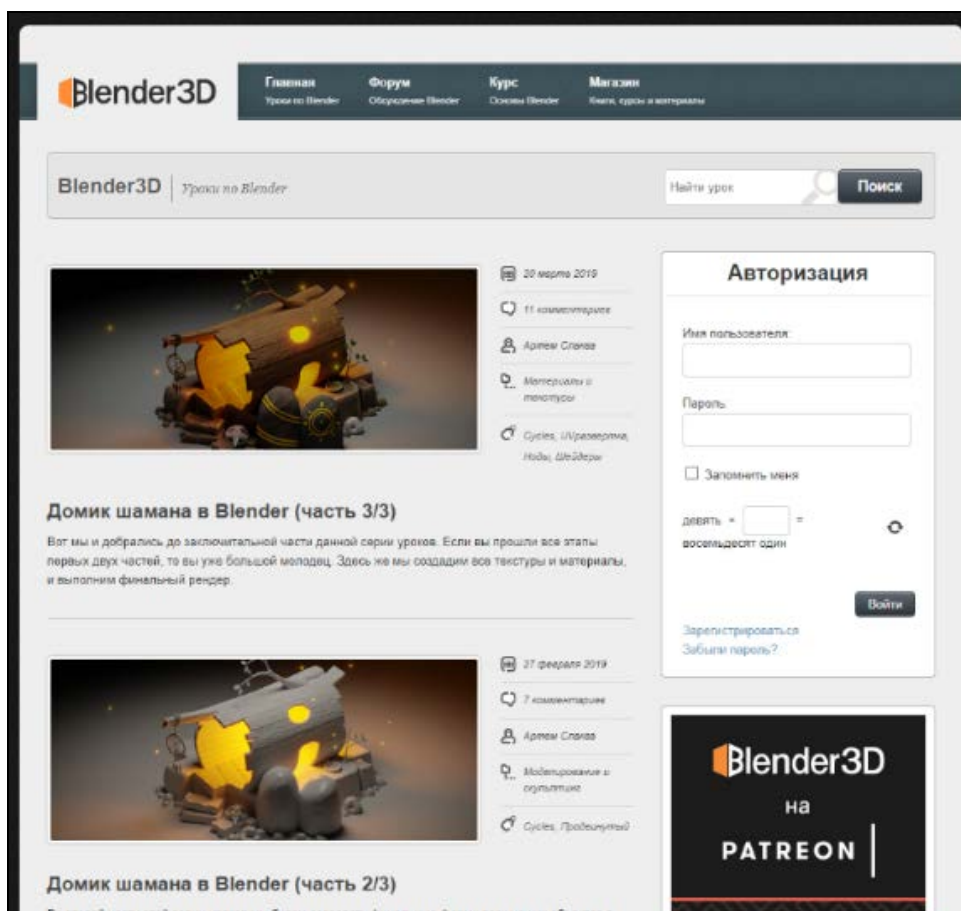 Blender3D
Главная
Уроки по Blender
Форум
Обсуждение Blender
Курс
Основы Blender
Магазин
Книги, курсы и материалы
Blender3D
Уроки по Blender
Найти урок
Поиск
20 марта 2019
11 комментариев
Артем Слаква
Материалы и
текстуры
Cycles, UVразвертка,
Ноды, Шейдеры
Домик шамана в Blender (часть 3/3)
Вот мы и добрались до заключительной части данной серии уроков. Если вы прошли все этапы
первых двух частей, то вы уже большой молодец. Здесь же мы создадим все текстуры и материалы,
и выполним финальный рендер.
27 февраля 2019
7 комментариев
Артем Слаква
Моделирование и
скульптинг
Cycles, Продвинутый
Домик шамана в Blender (часть 2/3)
Авторизация
Имя пользователя:
Пароль:
Запомнить меня
девять × =
восемьдесят один
Войти
Зарегистрироваться
Забыли пароль?
Blender3D
на
PATREON